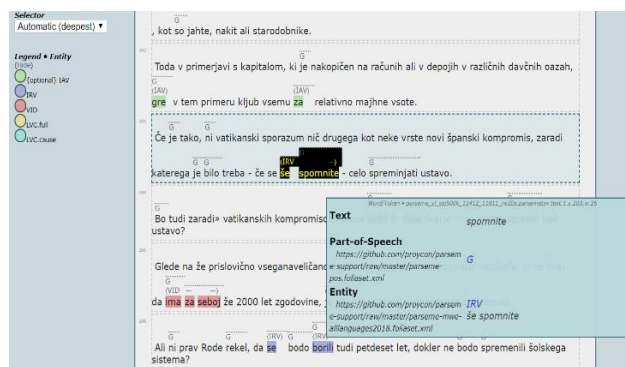 Selector
Automatic (deepest) ▾
Legend • Entity
(Hide)
(optional) IAV
IRV
VID
LVC.full
LVC.cause
G
, kot so jahte, nakit ali starodobnike.
G
Toda v primerjavi s kapitalom, ki je nakopičen na računih ali v depojih v različnih davčnih oazah,
G
(IAV) (IAV)
gre v tem primeru kljub vsemu za relativno majhne vsote.
G G
Če je tako, ni vatikanski sporazum nič drugega kot neke vrste novi španski kompromis, zaradi
G G G G
(IRV –)
katerega je bilo treba - če se še spomnite - celo spreminjati ustavo.
G
Bo tudi zaradi» vatikanskih kompromisov
ustavo?
Glede na že prislovično vseganaveličano
G
(VID – –)
da ima za seboj že 2000 let zgodovine,
G G (IRV) G (IRV
Ali ni prav Rode rekel, da se bodo borili tudi petdeset let, dokler ne bodo spremenili šolskega
sistema?
Text spomnite
Part-of-Speech
https://github.com/proycon/parsem
e-support/raw/master/parseme-
pos.foliaset.xml
G
Entity
https://github.com/proycon/parsem
e-support/raw/master/parseme-mwe-
alllanguages2018.foliaset.xml
IRV
še spomnite